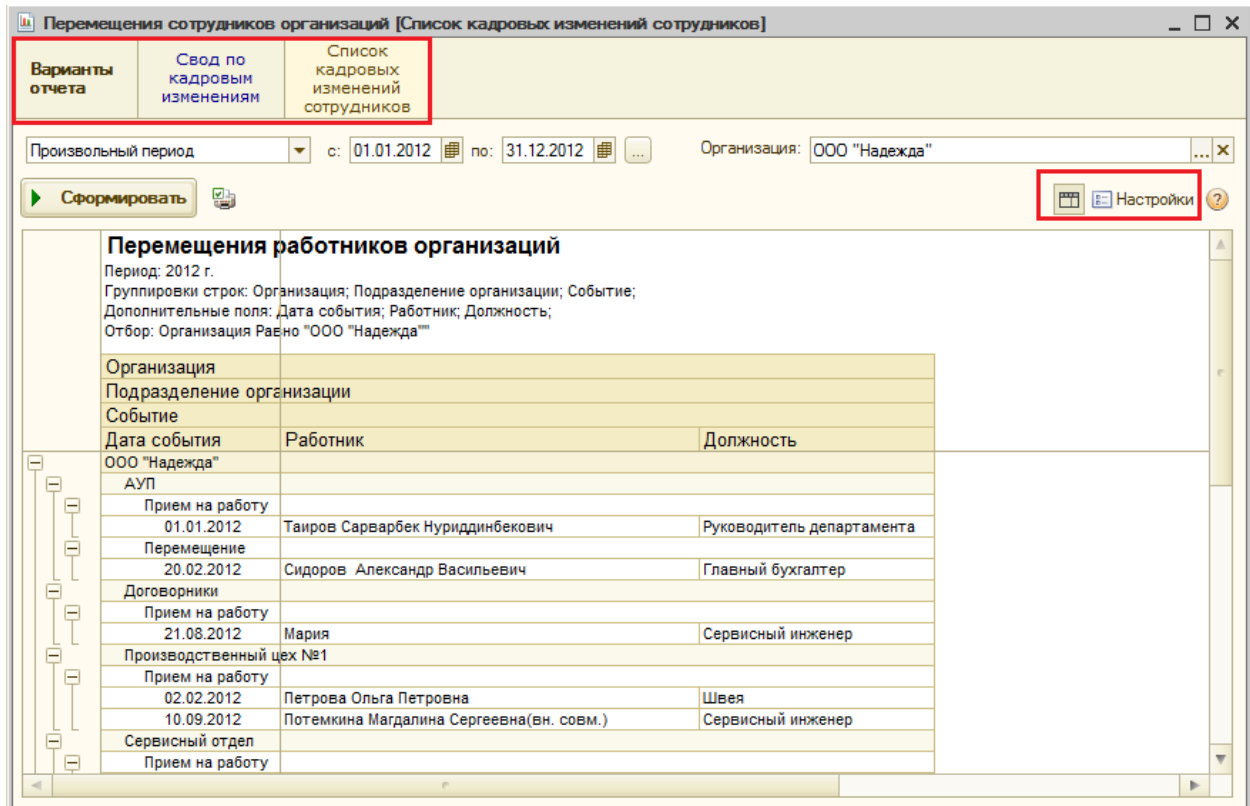 Перемещения сотрудников организаций [Список кадровых изменений сотрудников]
Варианты отчета
Свод по кадровым изменениям
Список кадровых изменений сотрудников
Произвольный период с: 01.01.2012 по: 31.12.2012 ... Организация: ООО "Надежда" ...
Сформировать Настройки ?
Перемещения работников организаций
Период: 2012 г.
Группировки строк: Организация; Подразделение организации; Событие;
Дополнительные поля: Дата события; Работник; Должность;
Отбор: Организация Равно "ООО "Надежда""
Организация
Подразделение организации
Событие
Дата события Работник Должность
ООО "Надежда"
АУП
Прием на работу
01.01.2012 Таиров Сарварбек Нуриддинбекович Руководитель департамента
Перемещение
20.02.2012 Сидоров Александр Васильевич Главный бухгалтер
Договорники
Прием на работу
21.08.2012 Мария Сервисный инженер
Производственный цех №1
Прием на работу
02.02.2012 Петрова Ольга Петровна Швея
10.09.2012 Потемкина Магдалина Сергеевна(вн. совм.) Сервисный инженер
Сервисный отдел
Прием на работу